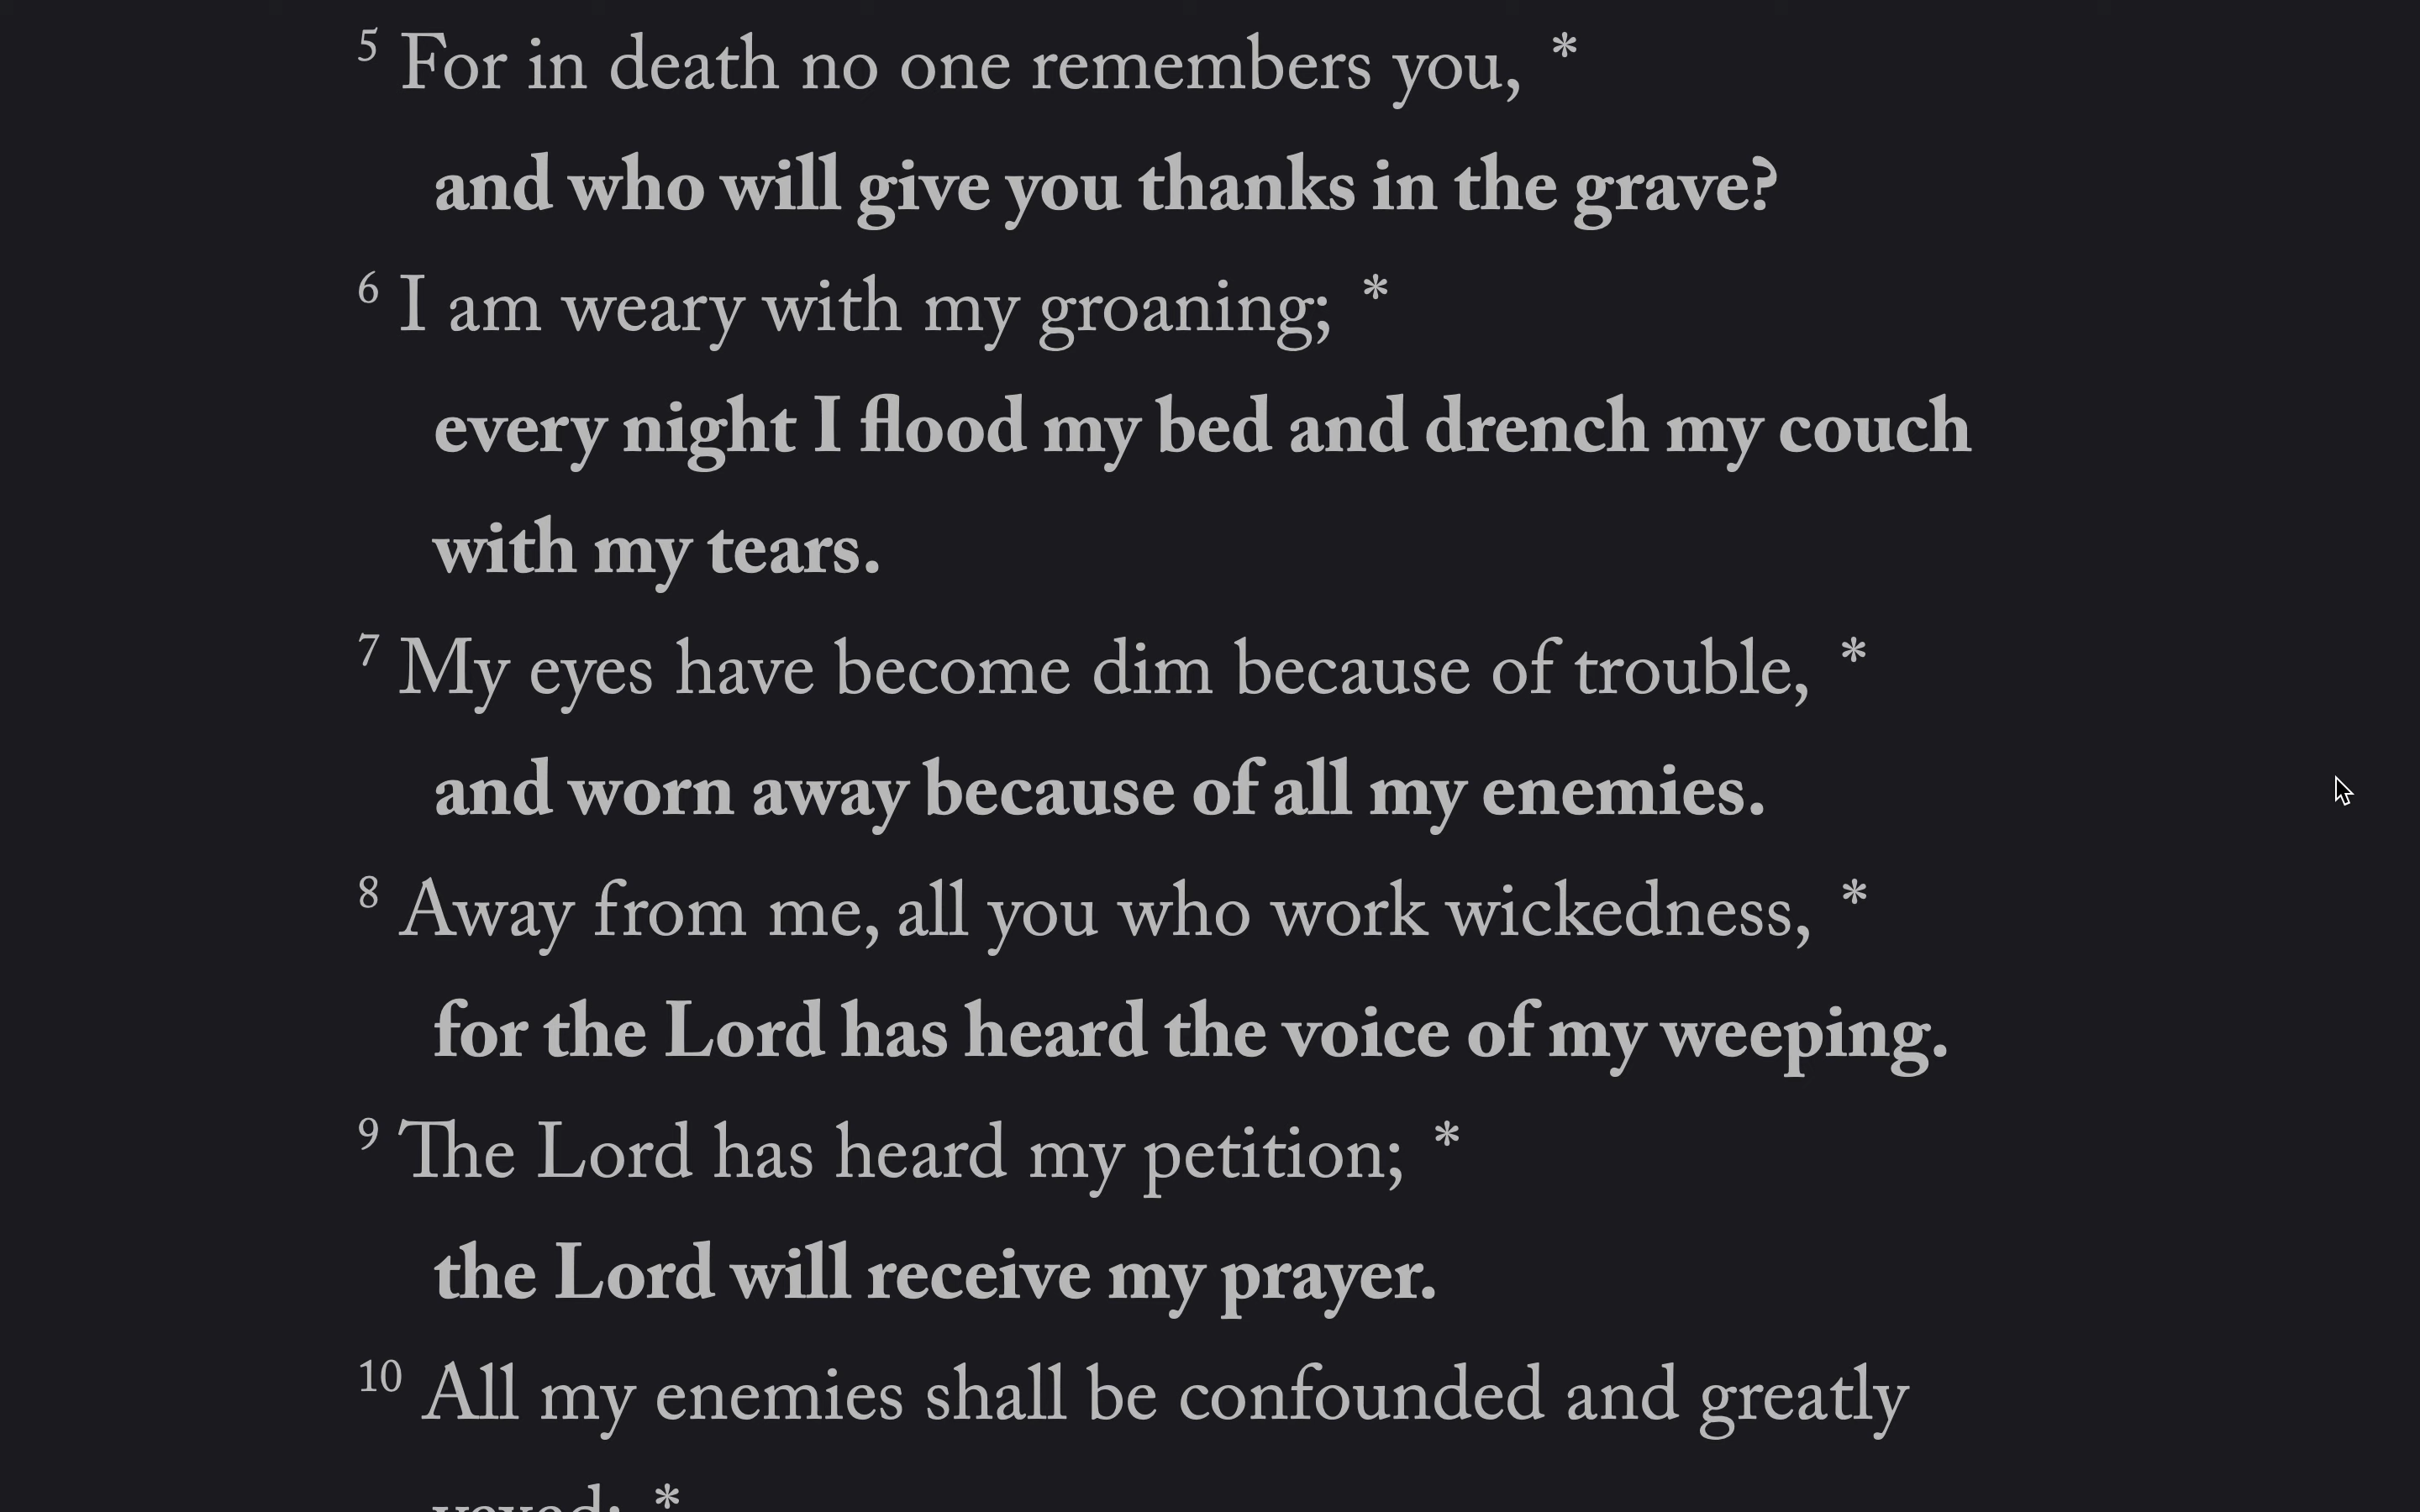 5 For in death no one remembers you, *
and who will give you thanks in the grave?
6 I am weary with my groaning; *
every night I flood my bed and drench my couch
with my tears.
7 My eyes have become dim because of trouble, *
and worn away because of all my enemies.
8 Away from me, all you who work wickedness, *
for the Lord has heard the voice of my weeping.
9 The Lord has heard my petition; *
the Lord will receive my prayer.
10 All my enemies shall be confounded and greatly
*